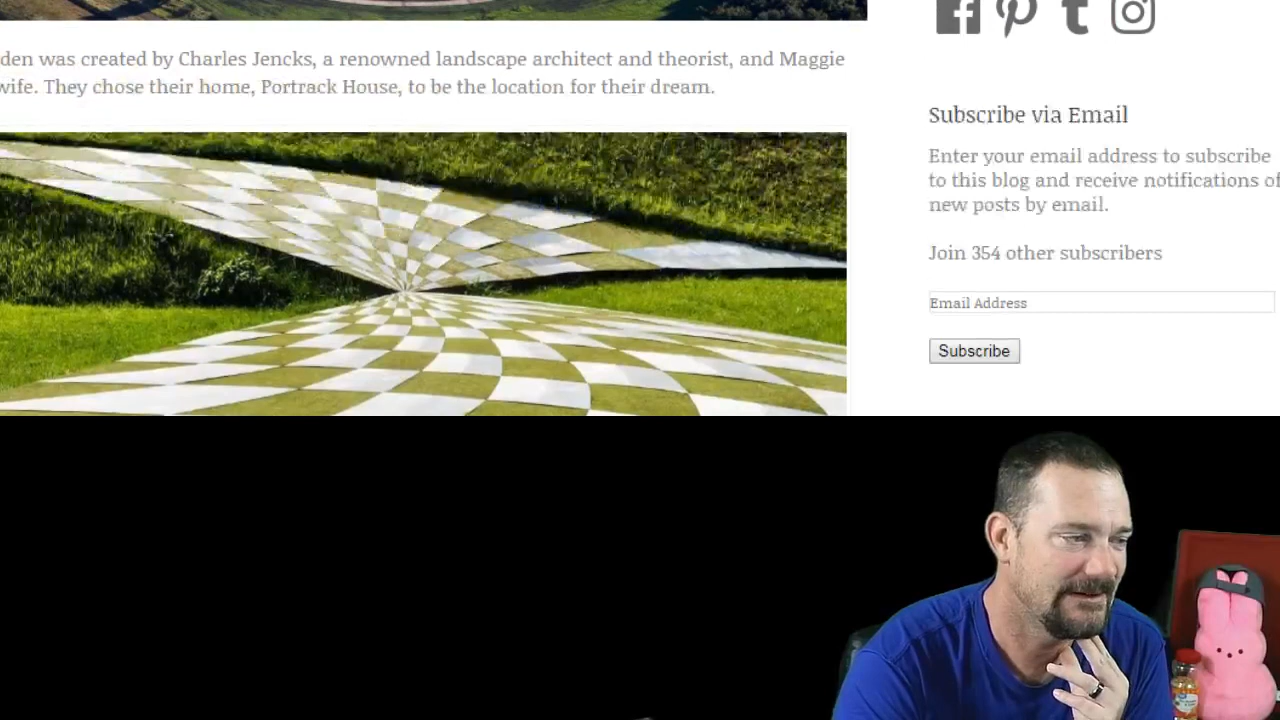 den was created by Charles Jencks, a renowned landscape architect and theorist, and Maggie
wife. They chose their home, Portrack House, to be the location for their dream.
Subscribe via Email
Enter your email address to subscribe
to this blog and receive notifications of
new posts by email.
Join 354 other subscribers
Email Address
Subscribe